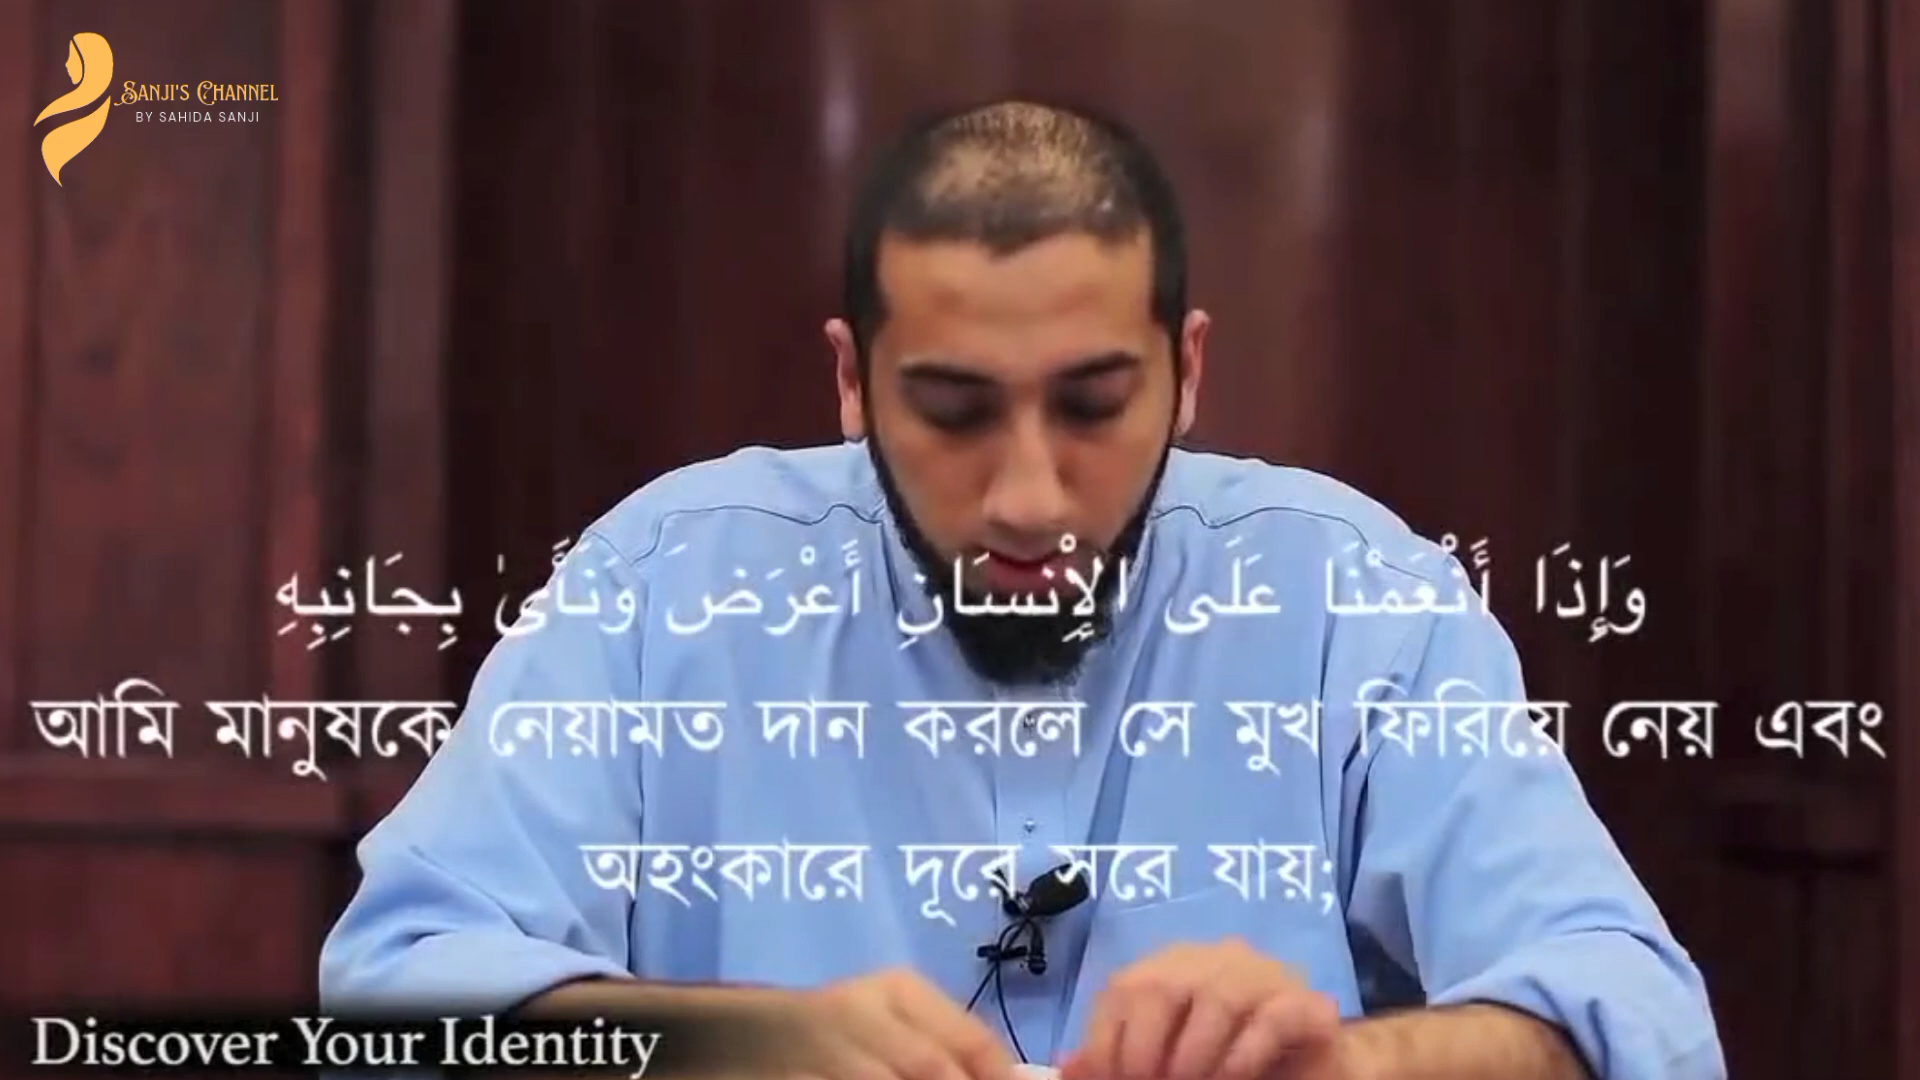 SANJI'S CHANNEL
BY SAHIDA SANJI
وَإِذَا أَنْعَمْنَا عَلَى الْإِنسَانِ أَعْرَضَ وَنَأَىٰ بِجَانِبِهِ
আমি মানুষকে নেয়ামত দান করলে সে মুখ ফিরিয়ে নেয় এবং
অহংকারে দূরে সরে যায়;
Discover Your Identity